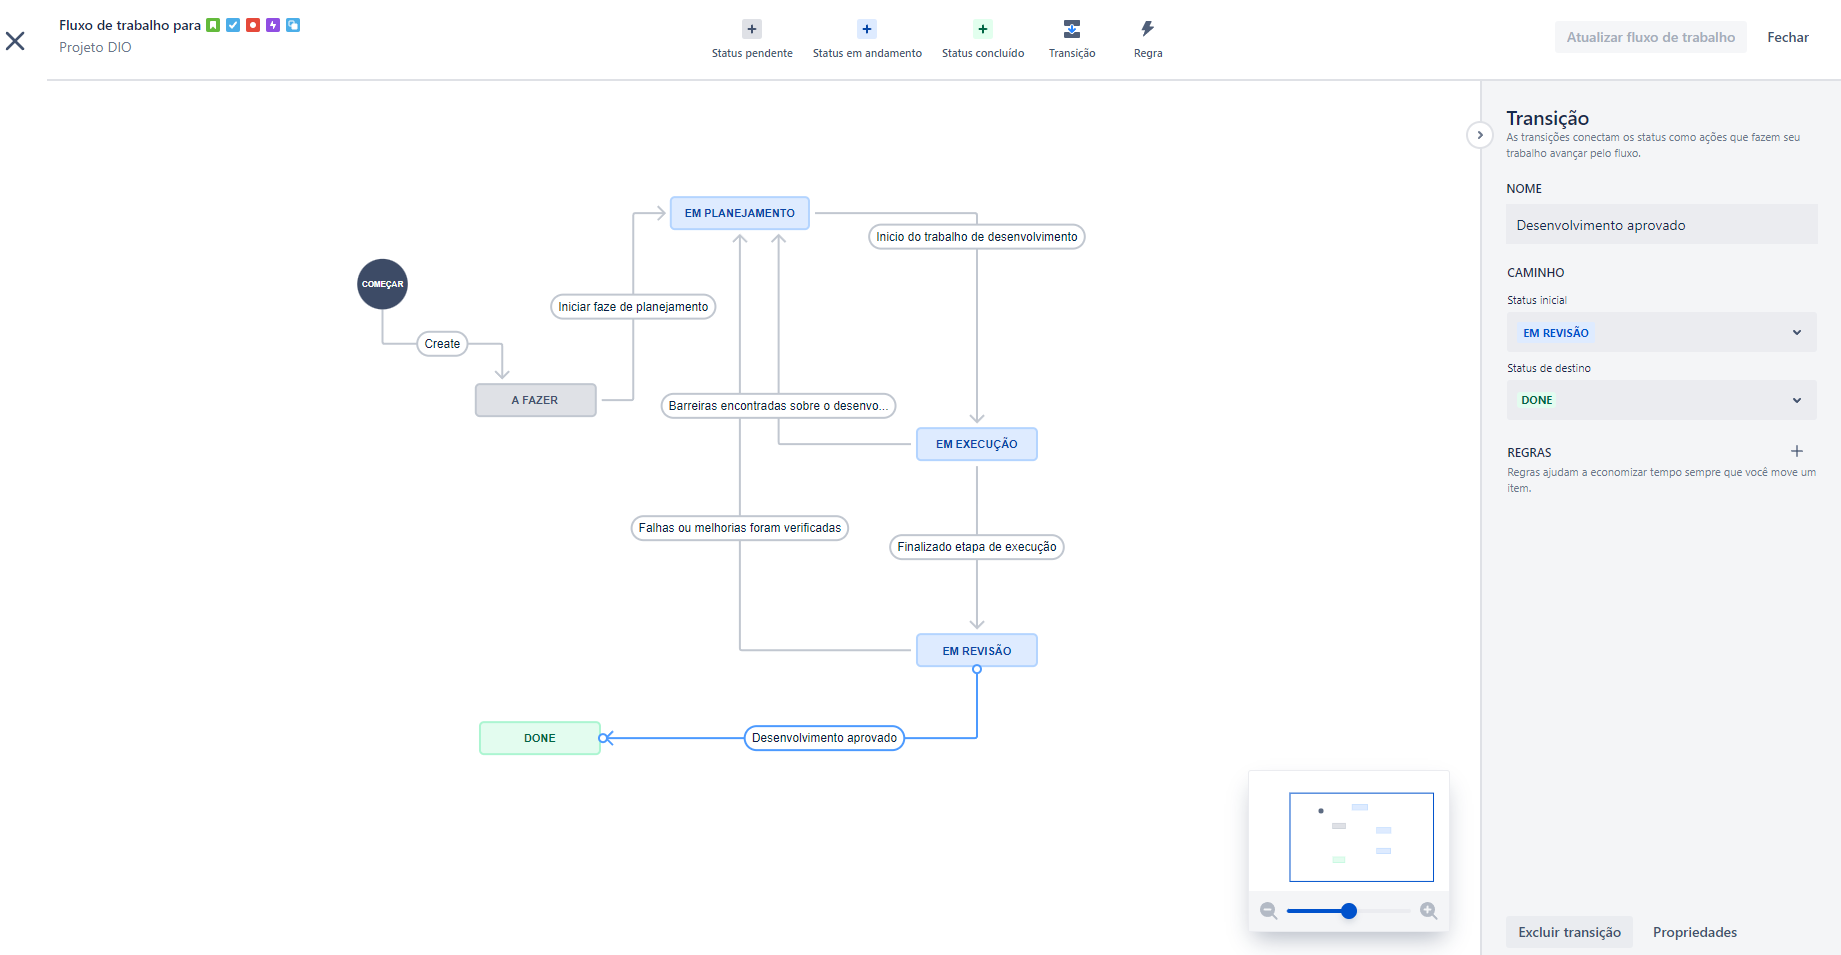 Fluxo de trabalho para
Projeto DIO
Status pendente
Status em andamento
Status concluído
Transição
Regra
Atualizar fluxo de trabalho
Fechar
EM PLANEJAMENTO
Inicio do trabalho de desenvolvimento
COMEÇAR
Iniciar faze de planejamento
Create
A FAZER
Barreiras encontradas sobre o desenvo...
EM EXECUÇÃO
Falhas ou melhorias foram verificadas
Finalizado etapa de execução
EM REVISÃO
DONE
Desenvolvimento aprovado
Transição
As transições conectam os status como ações que fazem seu
trabalho avançar pelo fluxo.
NOME
Desenvolvimento aprovado
CAMINHO
Status inicial
EM REVISÃO
Status de destino
DONE
REGRAS
Regras ajudam a economizar tempo sempre que você move um
item.
Excluir transição
Propriedades